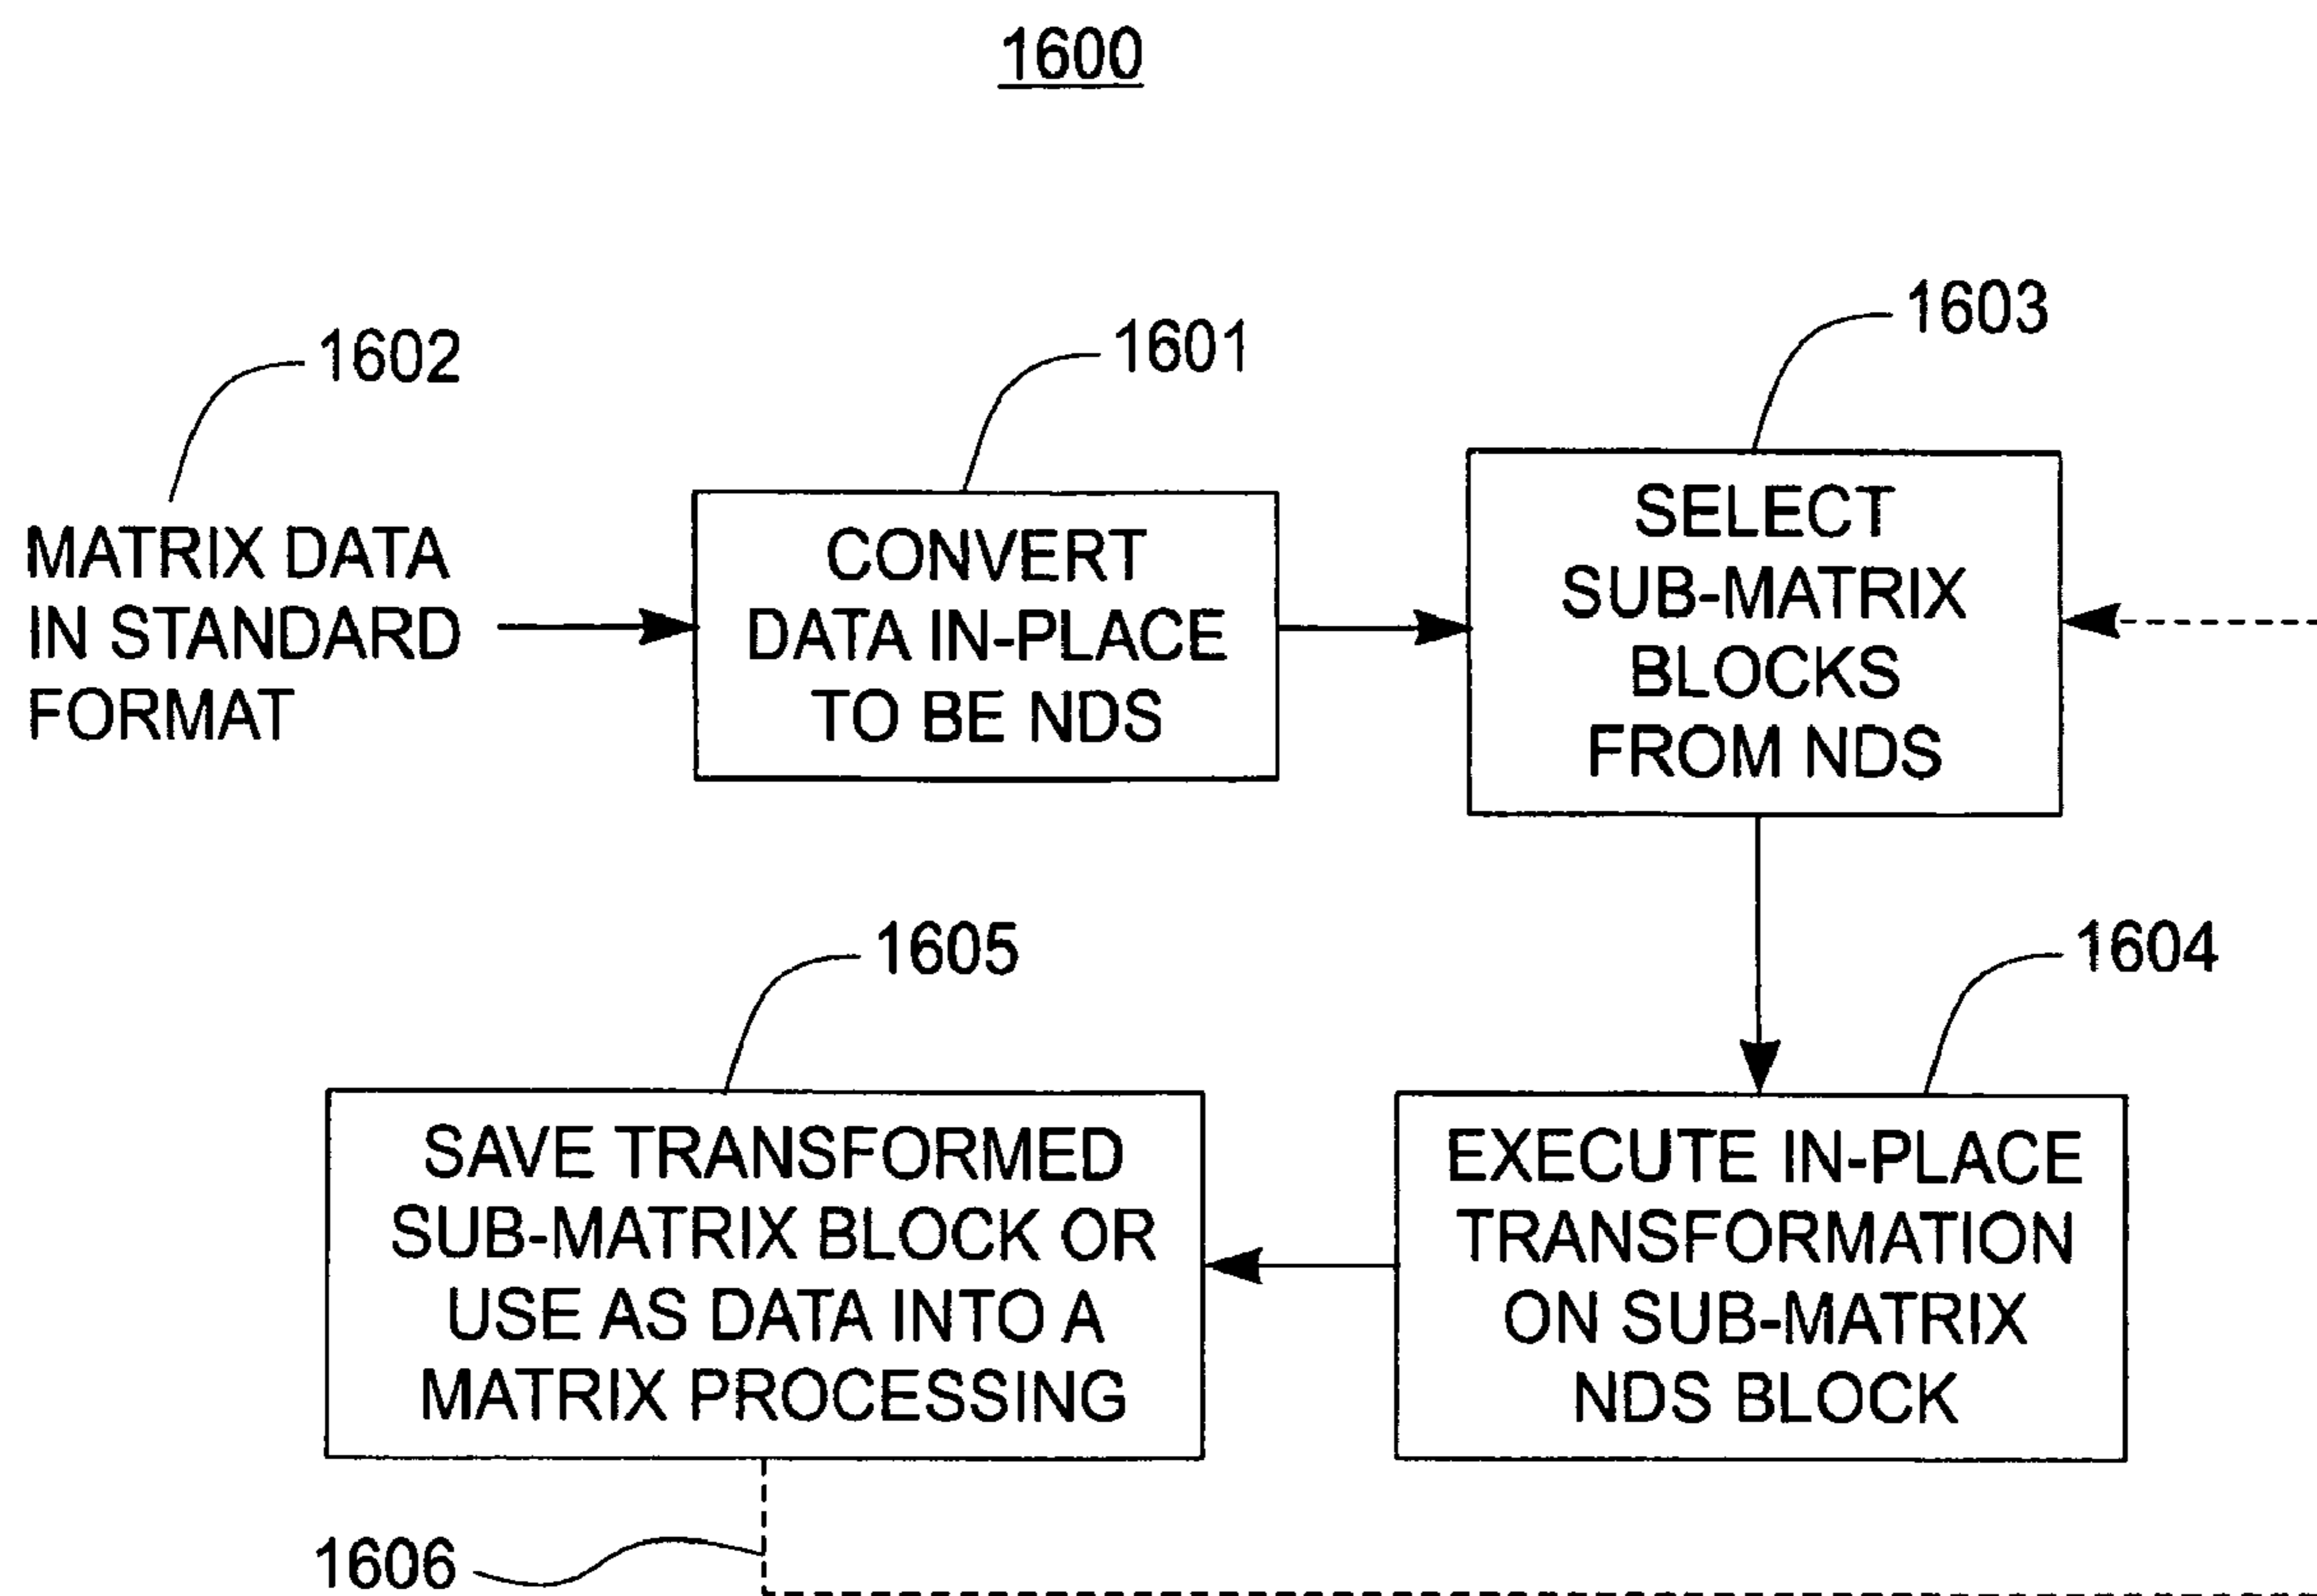 1600
1602
1601
1603
MATRIX DATA
IN STANDARD
FORMAT
CONVERT
DATA IN-PLACE
TO BE NDS
SELECT
SUB-MATRIX
BLOCKS
FROM NDS
1605
1604
SAVE TRANSFORMED
SUB-MATRIX BLOCK OR
USE AS DATA INTO A
MATRIX PROCESSING
EXECUTE IN-PLACE
TRANSFORMATION
ON SUB-MATRIX
NDS BLOCK
1606